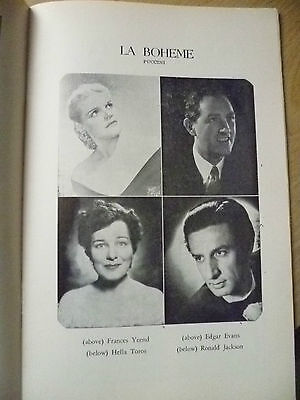 LA BOHEME
PUCCINI
(above) Frances Yeend
(above) Edgar Evans
(below) Hella Toros
(below) Ronald Jackson